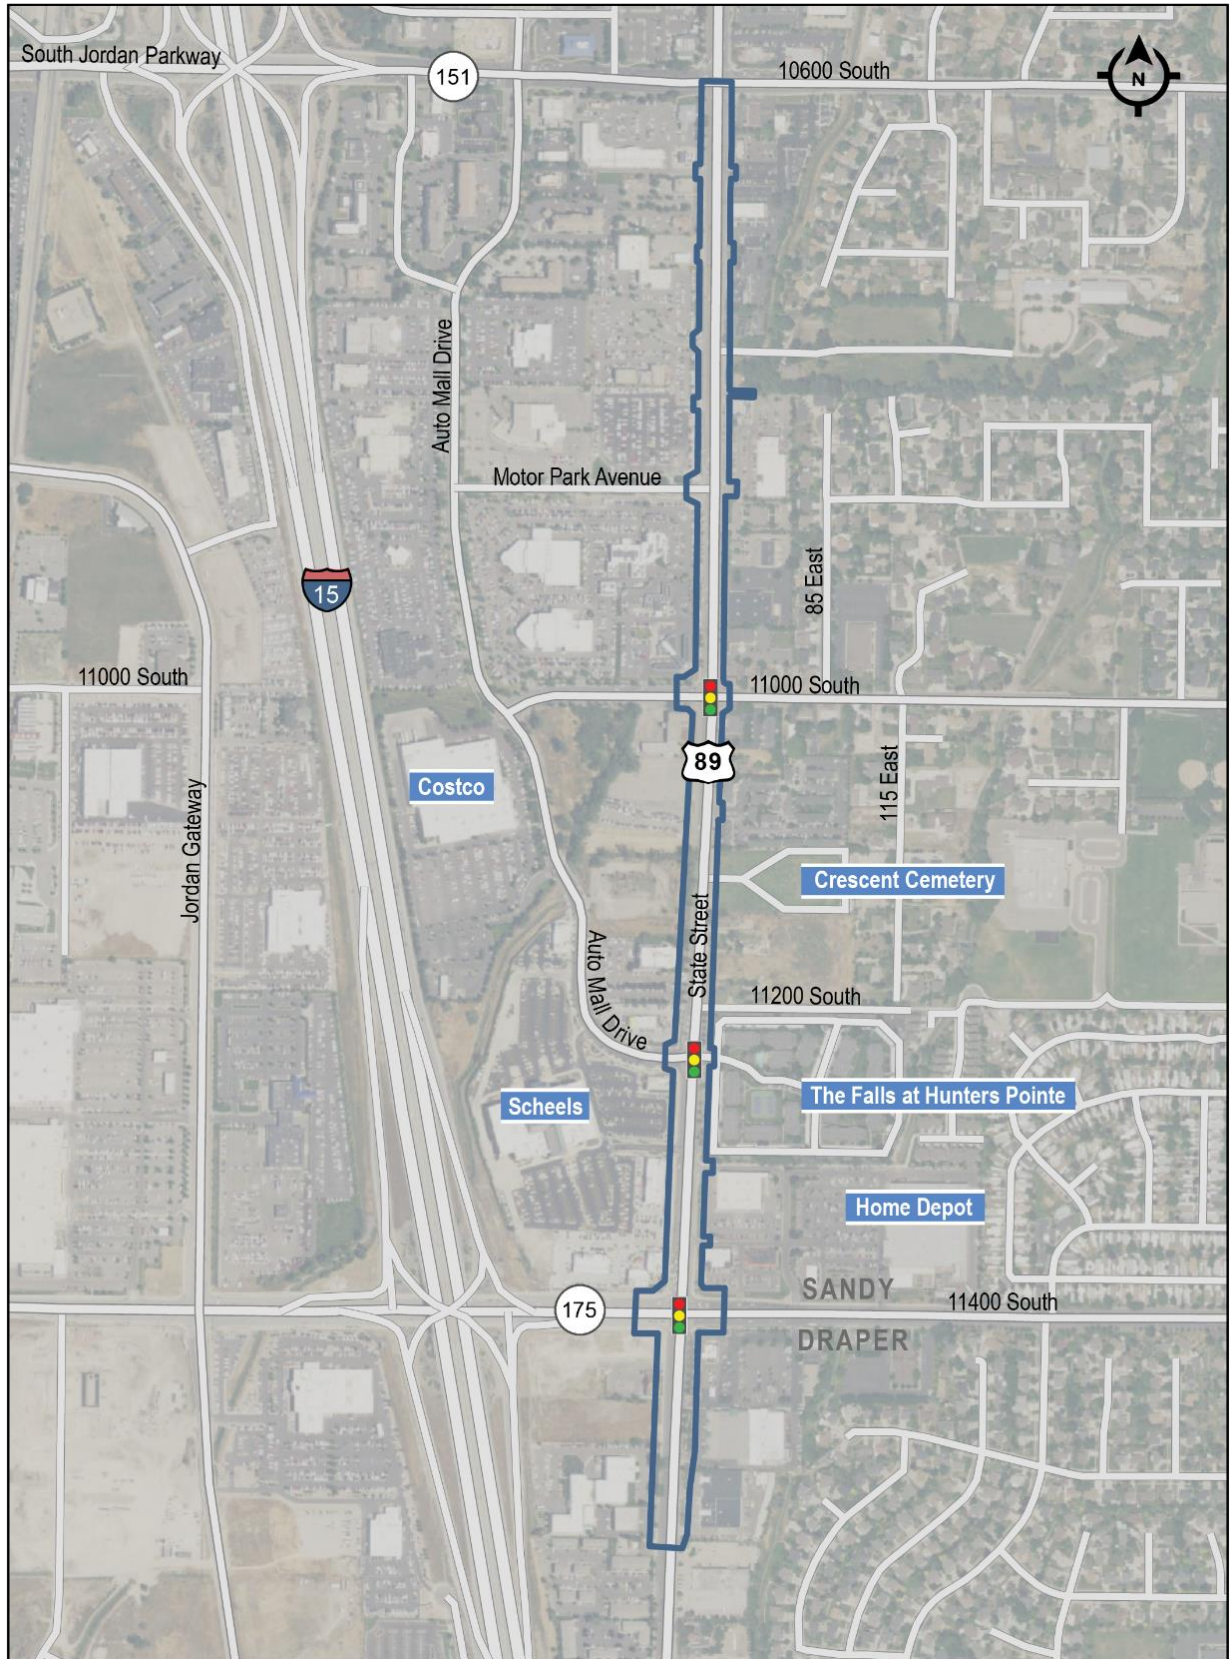 South Jordan Parkway
151
10600 South
N
Auto Mall Drive
Motor Park Avenue
85 East
15
11000 South
11000 South
89
Costco
115 East
Jordan Gateway
Crescent Cemetery
State Street
Auto Mall Drive
11200 South
The Falls at Hunters Pointe
Scheels
Home Depot
SANDY
175
11400 South
DRAPER